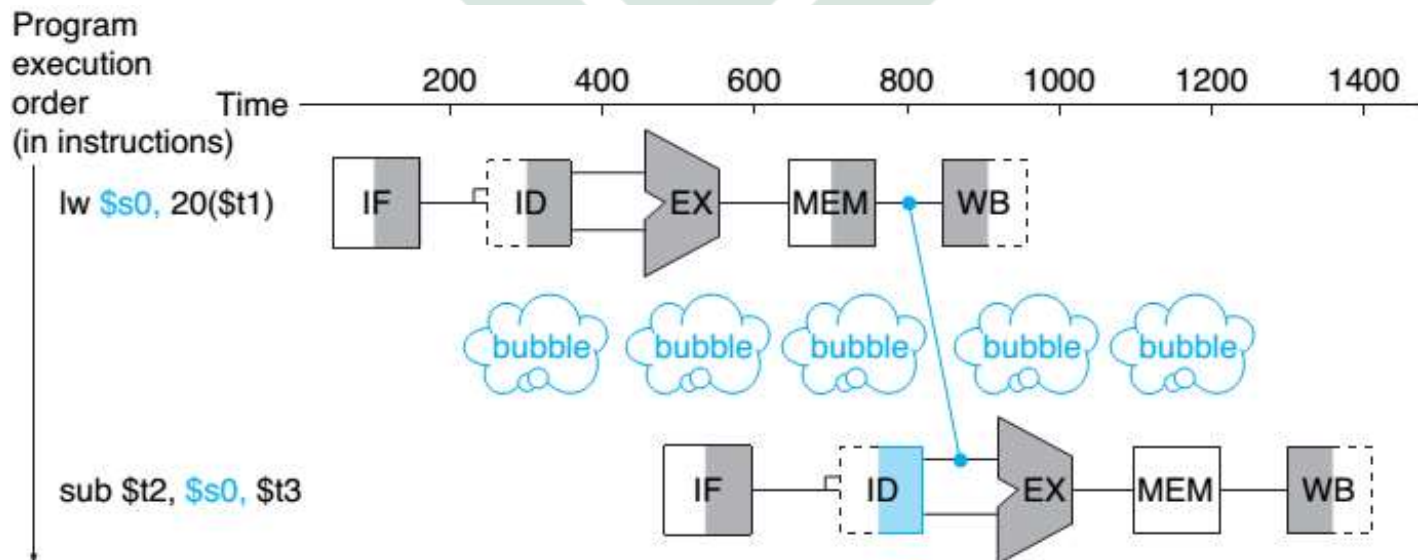 Program
execution
order
(in instructions)
Time
200 400 600 800 1000 1200 1400
lw $s0, 20($t1)
IF ID EX MEM WB
bubble bubble bubble bubble bubble
sub $t2, $s0, $t3
IF ID EX MEM WB